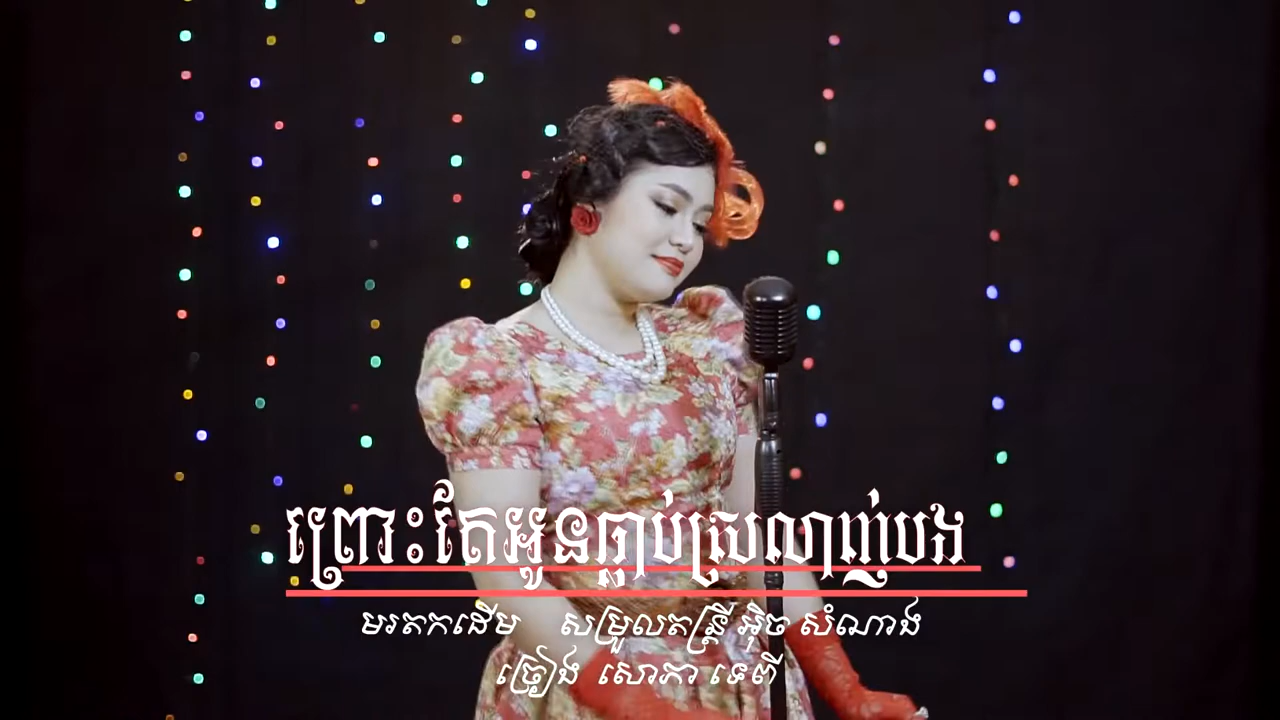 ព្រោះតែអូនធ្លាប់ស្រលាញ់បង
មរតកដើម សម្រួលតន្ត្រី អ៊ិច សំណាង
ច្រៀង សោភា ទេពី